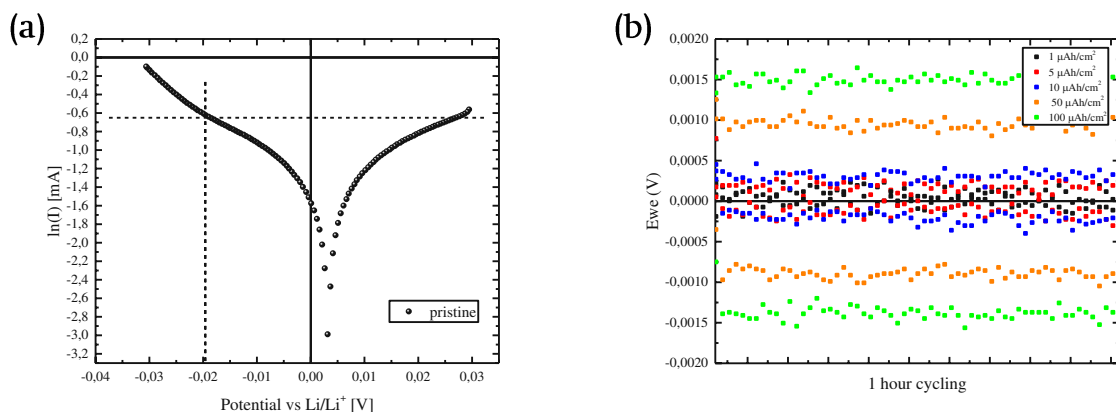 (a)
0,2
0,0
-0,2
-0,4
-0,6
-0,8
-1,0
-1,2
-1,4
-1,6
-1,8
-2,0
-2,2
-2,4
-2,6
-2,8
-3,0
-3,2
ln(I) [mA]
pristine
-0,04 -0,03 -0,02 -0,01 0,00 0,01 0,02 0,03
Potential vs Li/Li⁺ [V]
(b)
0.0020
0.0015
0.0010
0.0005
0.0000
-0.0005
-0.0010
-0.0015
-0.0020
Ewe (V)
1 µAh/cm²
5 µAh/cm²
10 µAh/cm²
50 µAh/cm²
100 µAh/cm²
1 hour cycling